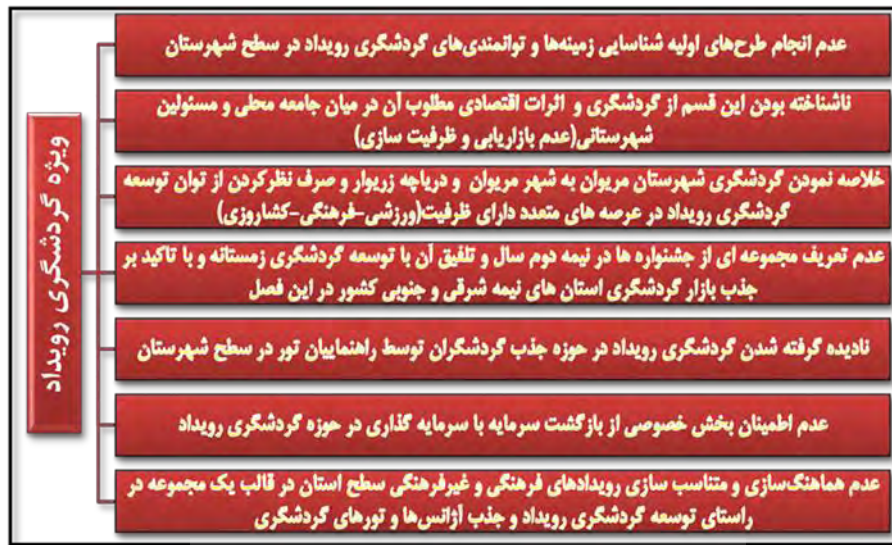 ویژه گردشگری رویداد
عدم انجام طرح‌های اولیه شناسایی زمینه‌ها و توانمندی‌های گردشگری رویداد در سطح شهرستان
ناشناخته بودن این قسم از گردشگری و اثرات اقتصادی مطلوب آن در میان جامعه محلی و مسئولین
شهرستانی(عدم بازاریابی و ظرفیت سازی)
خلاصه نمودن گردشگری شهرستان مریوان به شهر مریوان و دریاچه زریوار و صرف نظرکردن از توان توسعه
گردشگری رویداد در عرصه های متعدد دارای ظرفیت(ورزشی-فرهنگی-کشاروزی)
عدم تعریف مجموعه ای از جشنواره ها در نیمه دوم سال و تلفیق آن با توسعه گردشگری زمستانه و با تاکید بر
جذب بازار گردشگری استان های نیمه شرقی و جنوبی کشور در این فصل
نادیده گرفته شدن گردشگری رویداد در حوزه جذب گردشگران توسط راهنماییان تور در سطح شهرستان
عدم اطمینان بخش خصوصی از بازگشت سرمایه با سرمایه گذاری در حوزه گردشگری رویداد
عدم هماهنگ‌سازی و متناسب سازی رویدادهای فرهنگی و غیرفرهنگی سطح استان در قالب یک مجموعه در
راستای توسعه گردشگری رویداد و جذب آژانس‌ها و تورهای گردشگری